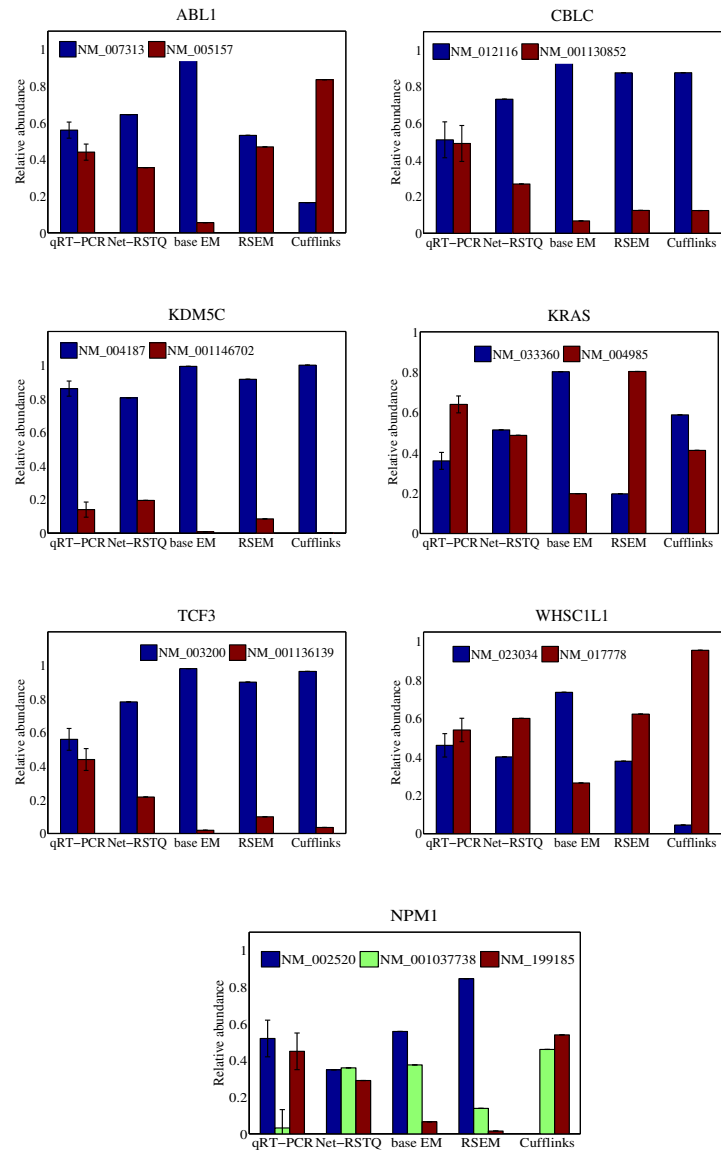 ABL1
NM_007313 NM_005157
Relative abundance
1
0.8
0.6
0.4
0.2
0
qRT−PCR Net−RSTQ base EM RSEM Cufflinks
CBLC
NM_012116 NM_001130852
Relative abundance
1
0.8
0.6
0.4
0.2
0
qRT−PCR Net−RSTQ base EM RSEM Cufflinks
KDM5C
NM_004187 NM_001146702
Relative abundance
1
0.8
0.6
0.4
0.2
0
qRT−PCR Net−RSTQ base EM RSEM Cufflinks
KRAS
NM_033360 NM_004985
Relative abundance
1
0.8
0.6
0.4
0.2
0
qRT−PCR Net−RSTQ base EM RSEM Cufflinks
TCF3
NM_003200 NM_001136139
Relative abundance
1
0.8
0.6
0.4
0.2
0
qRT−PCR Net−RSTQ base EM RSEM Cufflinks
WHSC1L1
NM_023034 NM_017778
Relative abundance
1
0.8
0.6
0.4
0.2
0
qRT−PCR Net−RSTQ base EM RSEM Cufflinks
NPM1
NM_002520 NM_001037738 NM_199185
Relative abundance
1
0.8
0.6
0.4
0.2
0
qRT−PCR Net−RSTQ base EM RSEM Cufflinks